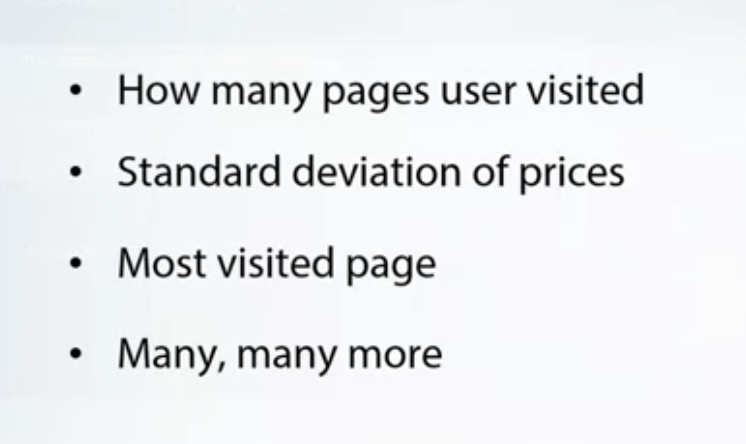 • How many pages user visited
• Standard deviation of prices
• Most visited page
• Many, many more